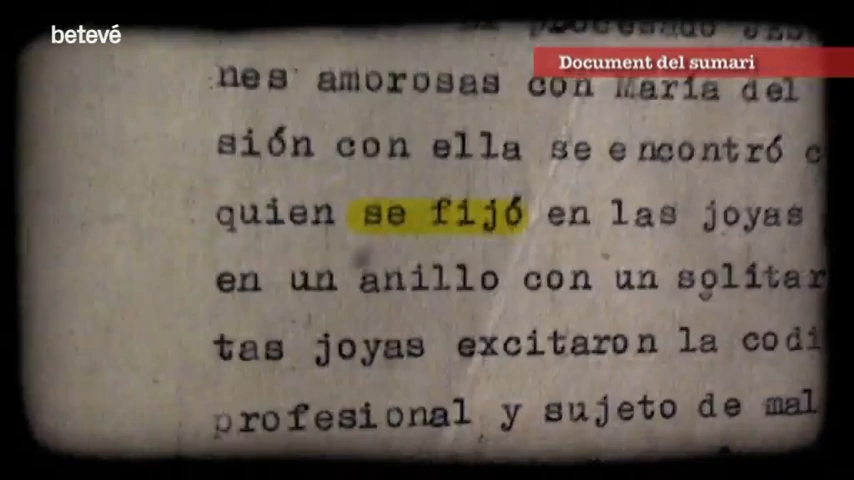 betevé
Document del sumari
procesado
nes amorosas con María del
sión con ella se encontró
quien se fijó en las joyas
en un anillo con un solitar
tas joyas excitaron la codi
profesional y sujeto de mal